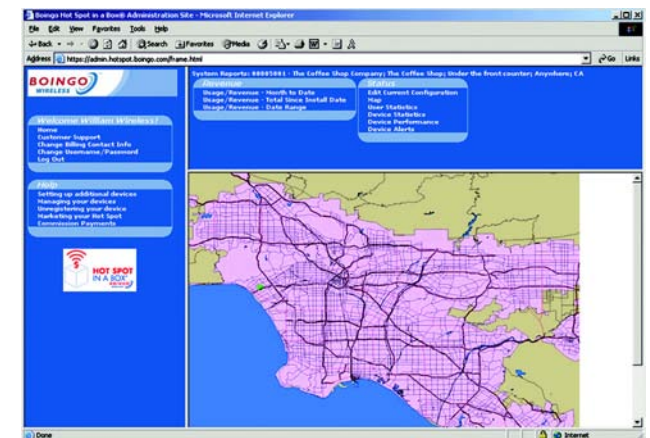 Boingo Hot Spot in a Box® Administration Site - Microsoft Internet Explorer
File Edit View Favorites Tools Help
Back Search Favorites Media
Address https://admin.hotspot.boingo.com/frame.html Go Links
BOINGO
WIRELESS
Welcome William Wireless!
Home
Customer Support
Change Billing Contact Info
Change Username/Password
Log Out
Help
Setting up additional devices
Managing your devices
Unregistering your device
Marketing your Hot Spot
Commission Payments
HOT SPOT
IN A BOX
System Reports: 00005001 - The Coffee Shop Company; The Coffee Shop; Under the front counter; Anywhere; CA
Revenue
Usage/Revenue - Month to Date
Usage/Revenue - Total Since Install Date
Usage/Revenue - Date Range
Status
Edit Current Configuration
Map
User Statistics
Device Statistics
Device Performance
Device Alerts
Done
Internet